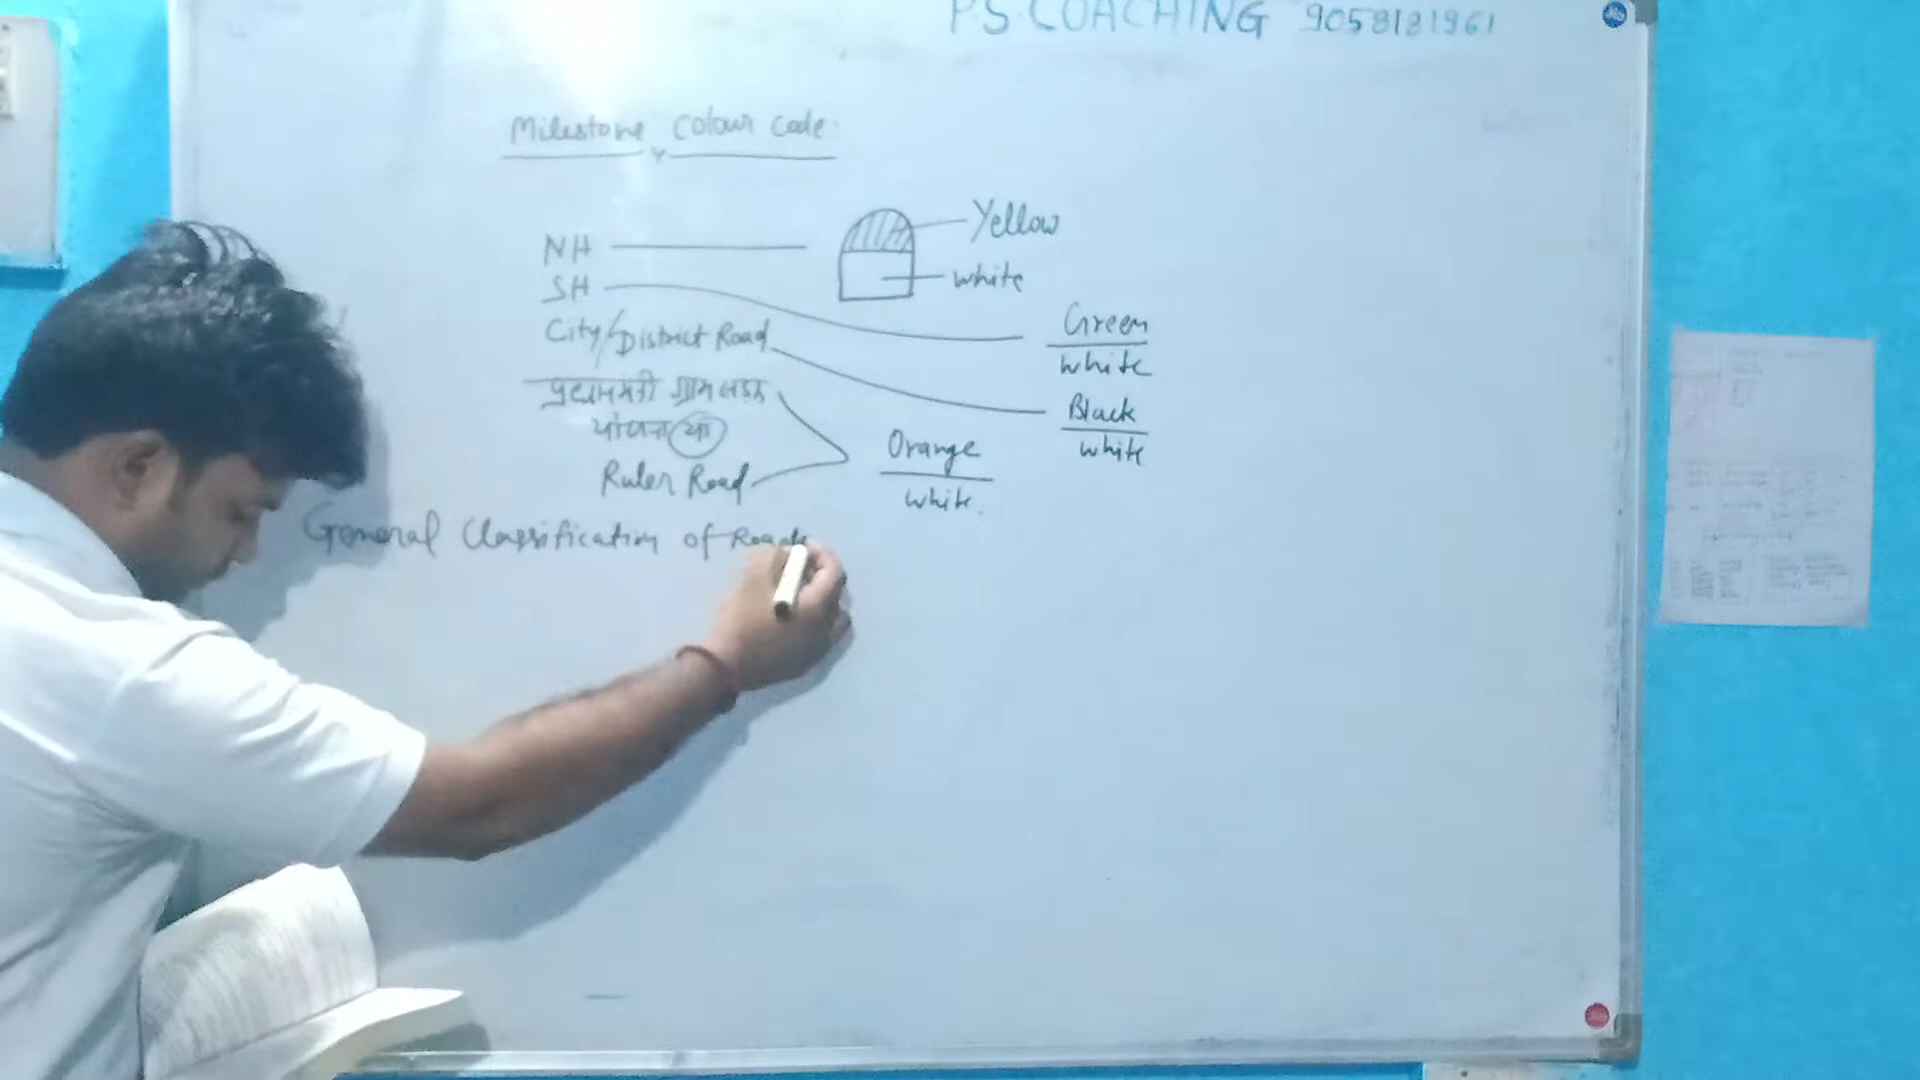 P.S. COACHING 9058181961
Milestone Colour Code:
NH
Yellow
white
SH
Green
white
City/District Road
Black
white
प्रधानमंत्री ग्राम सड़क
योजना या
Ruler Road
Orange
white.
General Classification of Roads